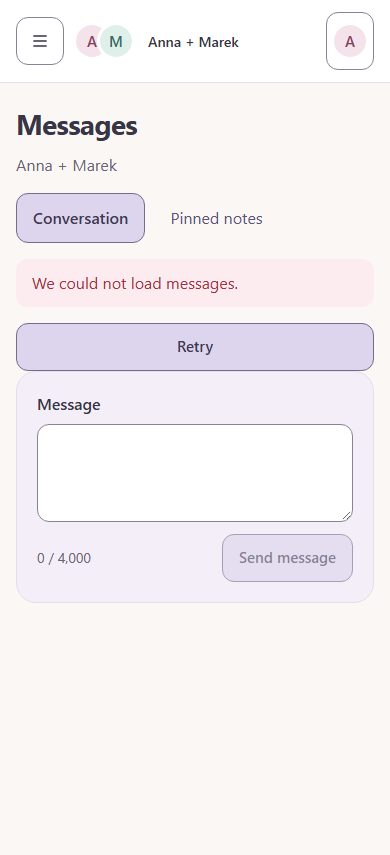 A M Anna + Marek A
Messages
Anna + Marek
Conversation Pinned notes
We could not load messages.
Retry
Message
0 / 4,000 Send message